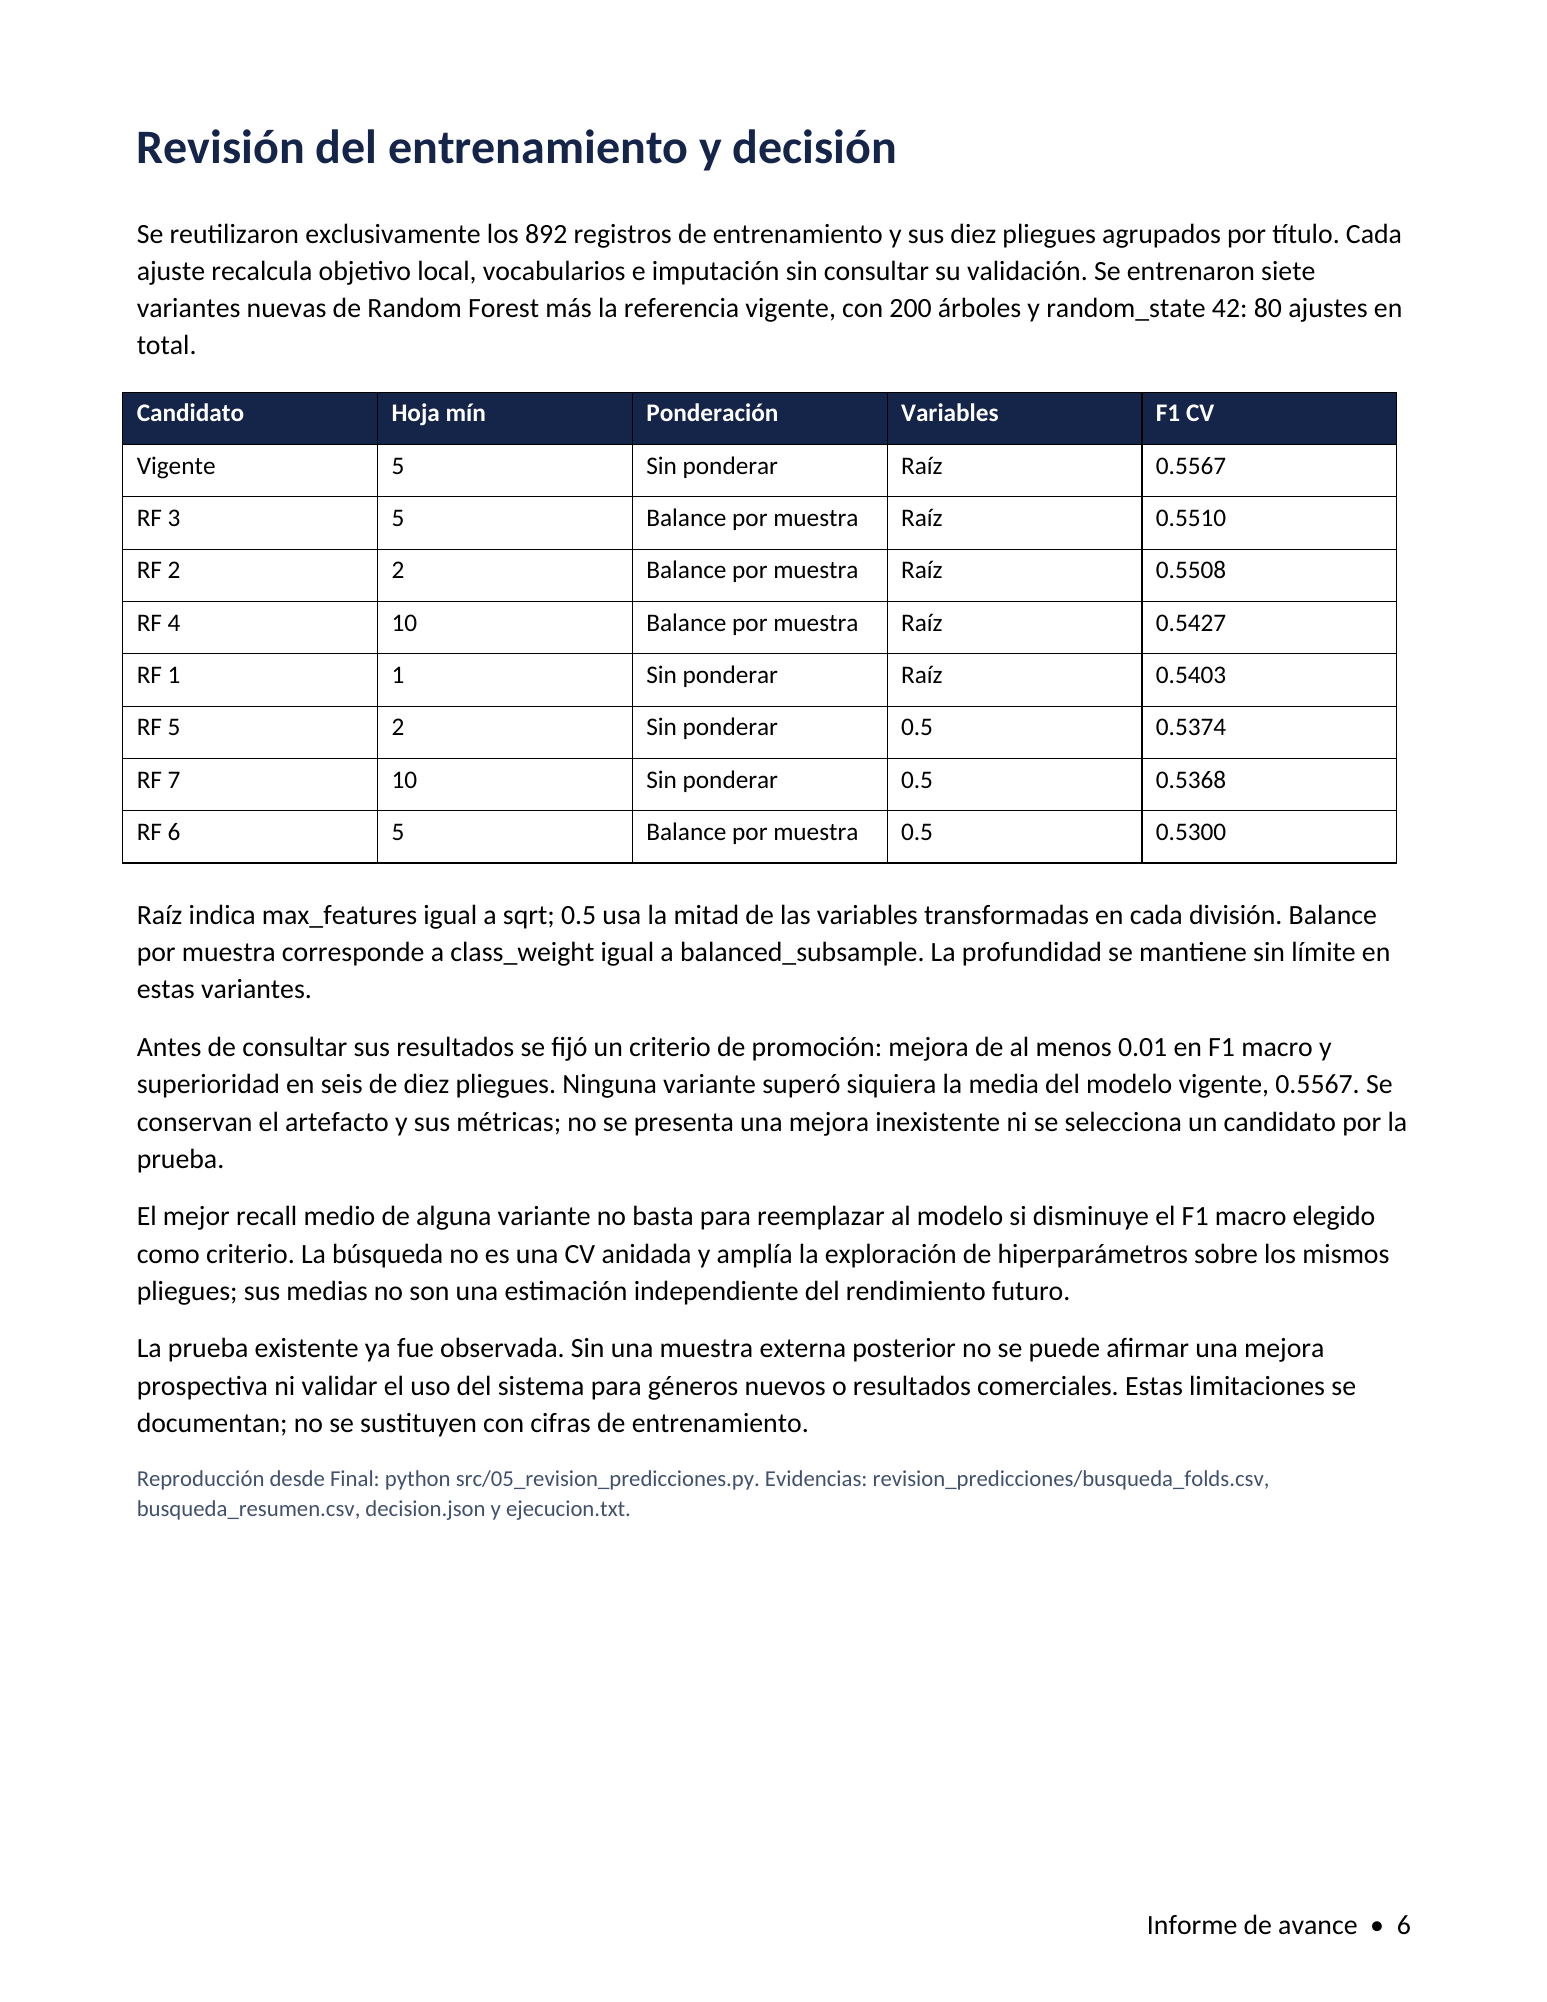 Revisión del entrenamiento y decisión
Se reutilizaron exclusivamente los 892 registros de entrenamiento y sus diez pliegues agrupados por título. Cada
ajuste recalcula objetivo local, vocabularios e imputación sin consultar su validación. Se entrenaron siete
variantes nuevas de Random Forest más la referencia vigente, con 200 árboles y random_state 42: 80 ajustes en
total.
Candidato Hoja mín Ponderación Variables F1 CV
Vigente 5 Sin ponderar Raíz 0.5567
RF 3 5 Balance por muestra Raíz 0.5510
RF 2 2 Balance por muestra Raíz 0.5508
RF 4 10 Balance por muestra Raíz 0.5427
RF 1 1 Sin ponderar Raíz 0.5403
RF 5 2 Sin ponderar 0.5 0.5374
RF 7 10 Sin ponderar 0.5 0.5368
RF 6 5 Balance por muestra 0.5 0.5300
Raíz indica max_features igual a sqrt; 0.5 usa la mitad de las variables transformadas en cada división. Balance
por muestra corresponde a class_weight igual a balanced_subsample. La profundidad se mantiene sin límite en
estas variantes.
Antes de consultar sus resultados se fijó un criterio de promoción: mejora de al menos 0.01 en F1 macro y
superioridad en seis de diez pliegues. Ninguna variante superó siquiera la media del modelo vigente, 0.5567. Se
conservan el artefacto y sus métricas; no se presenta una mejora inexistente ni se selecciona un candidato por la
prueba.
El mejor recall medio de alguna variante no basta para reemplazar al modelo si disminuye el F1 macro elegido
como criterio. La búsqueda no es una CV anidada y amplía la exploración de hiperparámetros sobre los mismos
pliegues; sus medias no son una estimación independiente del rendimiento futuro.
La prueba existente ya fue observada. Sin una muestra externa posterior no se puede afirmar una mejora
prospectiva ni validar el uso del sistema para géneros nuevos o resultados comerciales. Estas limitaciones se
documentan; no se sustituyen con cifras de entrenamiento.
Reproducción desde Final: python src/05_revision_predicciones.py. Evidencias: revision_predicciones/busqueda_folds.csv,
busqueda_resumen.csv, decision.json y ejecucion.txt.
Informe de avance • 6